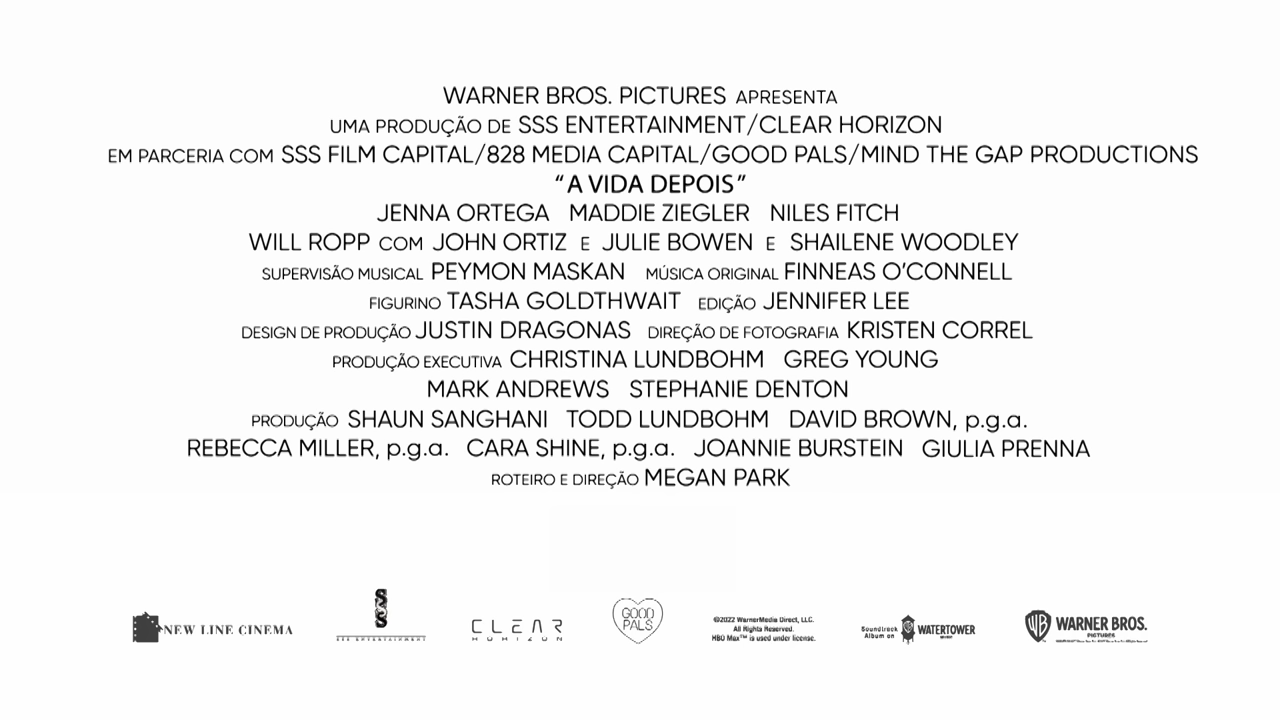 WARNER BROS. PICTURES APRESENTA
UMA PRODUÇÃO DE SSS ENTERTAINMENT/CLEAR HORIZON
EM PARCERIA COM SSS FILM CAPITAL/828 MEDIA CAPITAL/GOOD PALS/MIND THE GAP PRODUCTIONS
“A VIDA DEPOIS”
JENNA ORTEGA MADDIE ZIEGLER NILES FITCH
WILL ROPP COM JOHN ORTIZ E JULIE BOWEN E SHAILENE WOODLEY
SUPERVISÃO MUSICAL PEYMON MASKAN MÚSICA ORIGINAL FINNEAS O’CONNELL
FIGURINO TASHA GOLDTHWAIT EDIÇÃO JENNIFER LEE
DESIGN DE PRODUÇÃO JUSTIN DRAGONAS DIREÇÃO DE FOTOGRAFIA KRISTEN CORREL
PRODUÇÃO EXECUTIVA CHRISTINA LUNDBOHM GREG YOUNG
MARK ANDREWS STEPHANIE DENTON
PRODUÇÃO SHAUN SANGHANI TODD LUNDBOHM DAVID BROWN, p.g.a.
REBECCA MILLER, p.g.a. CARA SHINE, p.g.a. JOANNIE BURSTEIN GIULIA PRENNA
ROTEIRO E DIREÇÃO MEGAN PARK
NEW LINE CINEMA
SSS
SSS ENTERTAINMENT
CLEAR
HORIZON
GOOD
PALS
©2022 WarnerMedia Direct, LLC.
All Rights Reserved.
HBO Max™ is used under license.
Soundtrack
Album on
WATERTOWER
MUSIC
WB WARNER BROS.
PICTURES